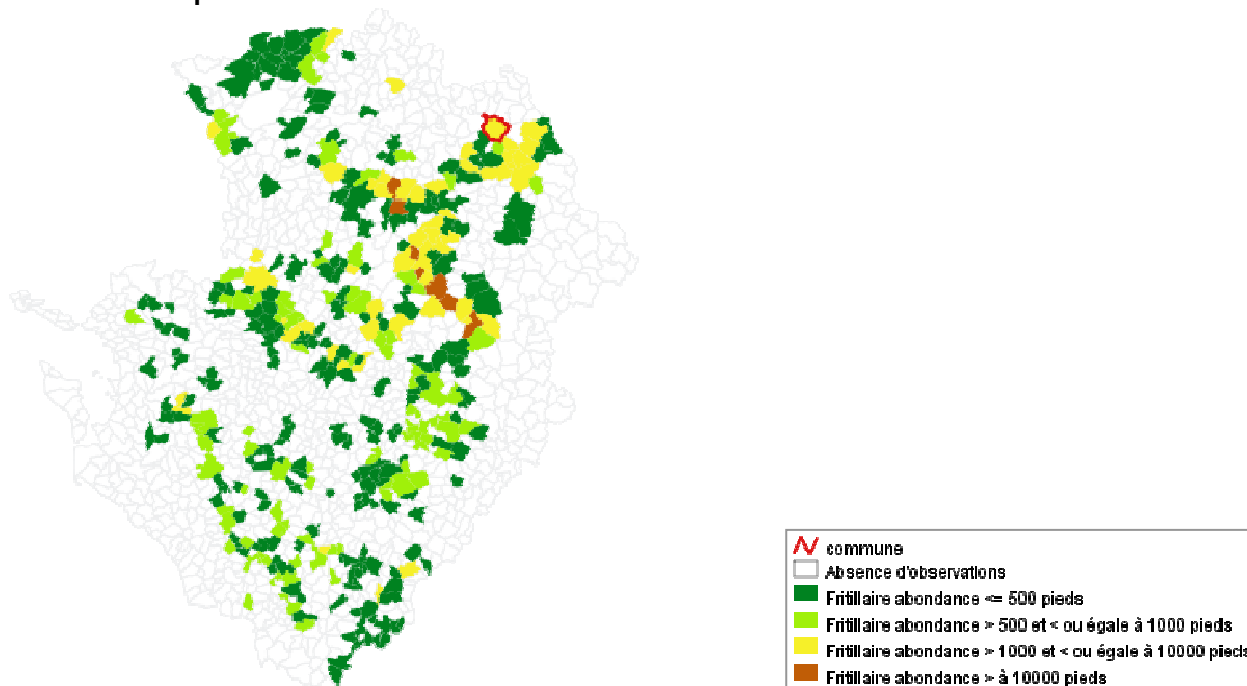 commune
Absence d'observations
Fritillaire abondance <= 500 pieds
Fritillaire abondance > 500 et < ou égale à 1000 pieds
Fritillaire abondance > 1000 et < ou égale à 10000 pieds
Fritillaire abondance > à 10000 pieds